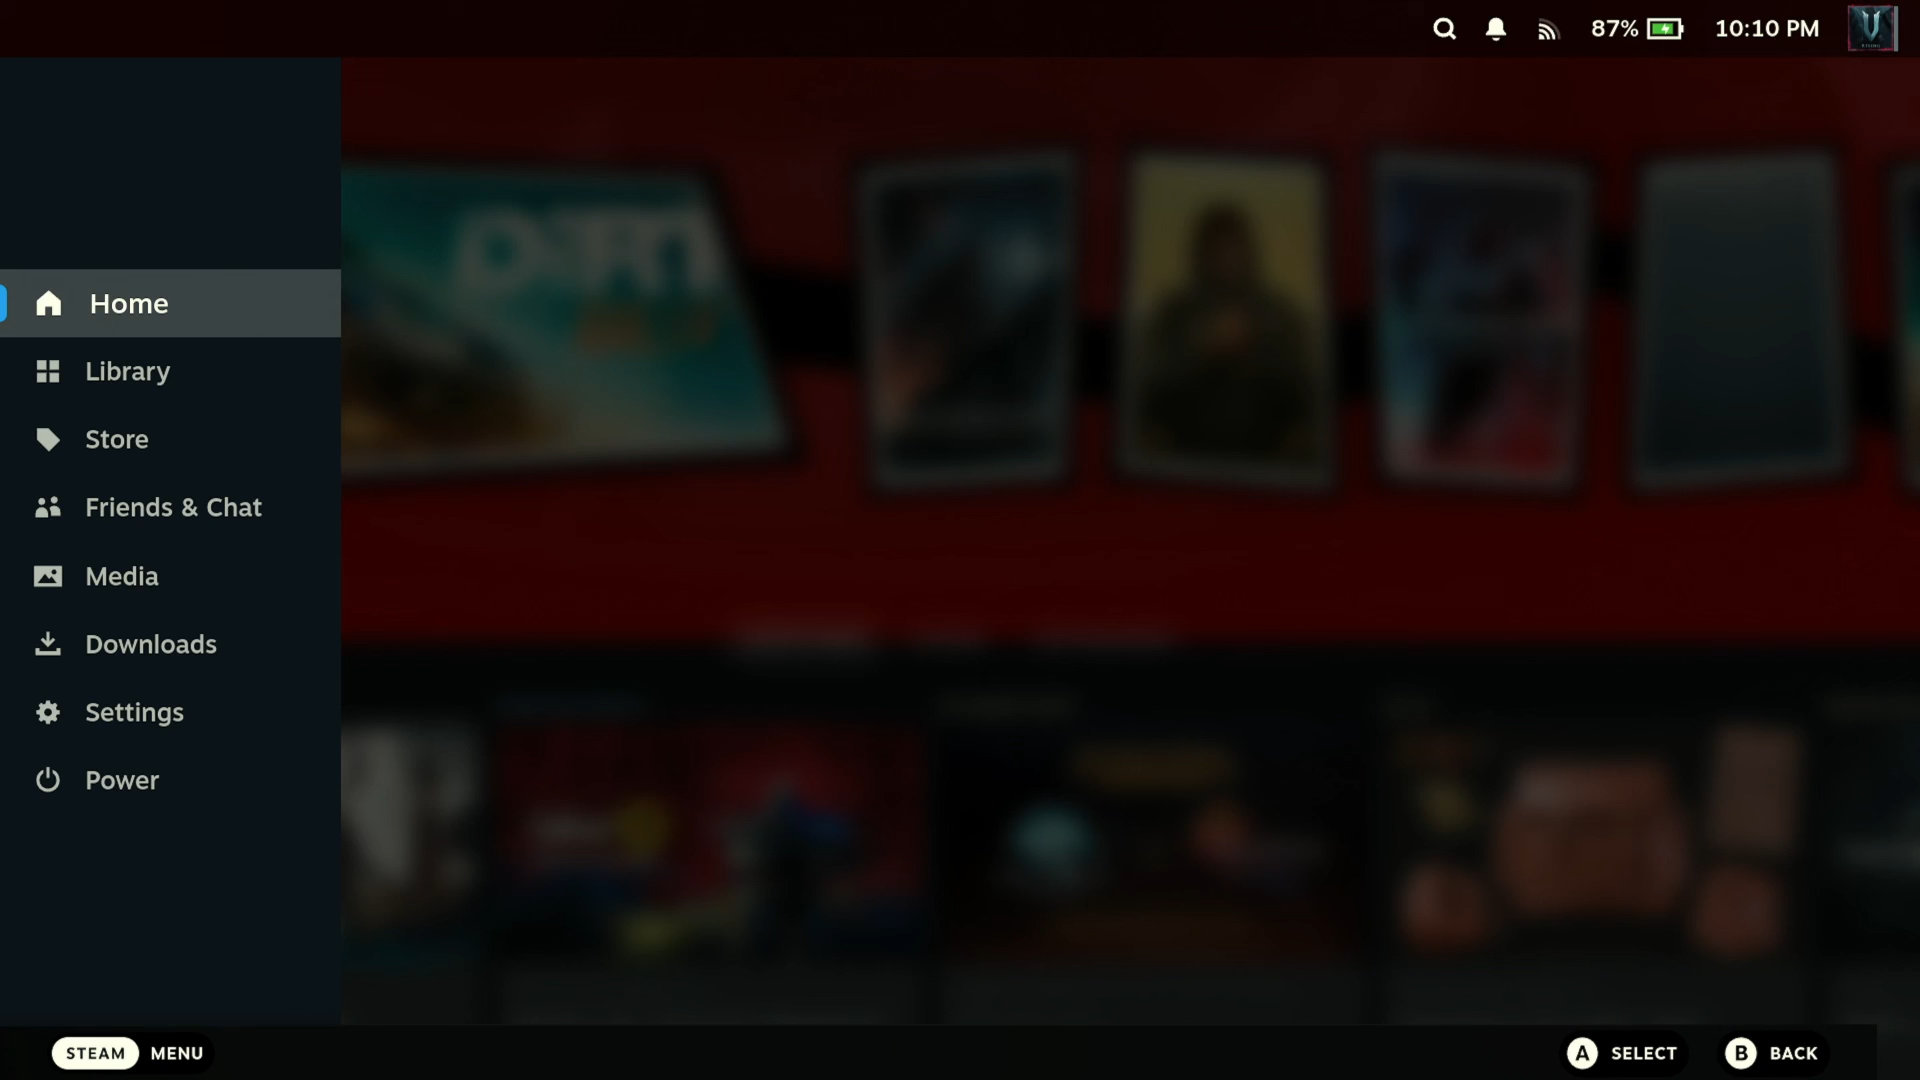 87%
10:10 PM
Home
Library
Store
Friends & Chat
Media
Downloads
Settings
Power
STEAM MENU
A SELECT
B BACK